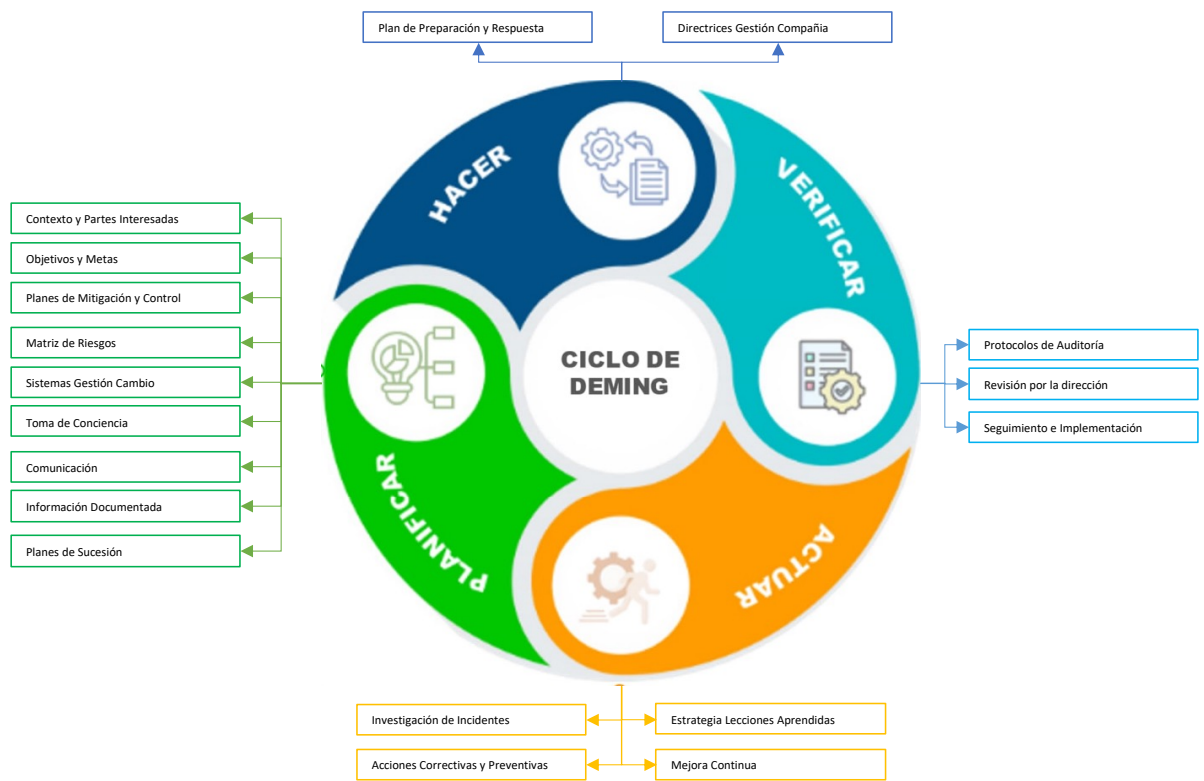 Plan de Preparación y Respuesta
Directrices Gestión Compañia
HACER
VERIFICAR
Contexto y Partes Interesadas
Objetivos y Metas
Planes de Mitigación y Control
Matriz de Riesgos
Sistemas Gestión Cambio
Toma de Conciencia
Comunicación
Información Documentada
Planes de Sucesión
CICLO DE
DEMING
Protocolos de Auditoría
Revisión por la dirección
Seguimiento e Implementación
PLANIFICAR
ACTUAR
Investigación de Incidentes
Estrategia Lecciones Aprendidas
Acciones Correctivas y Preventivas
Mejora Continua